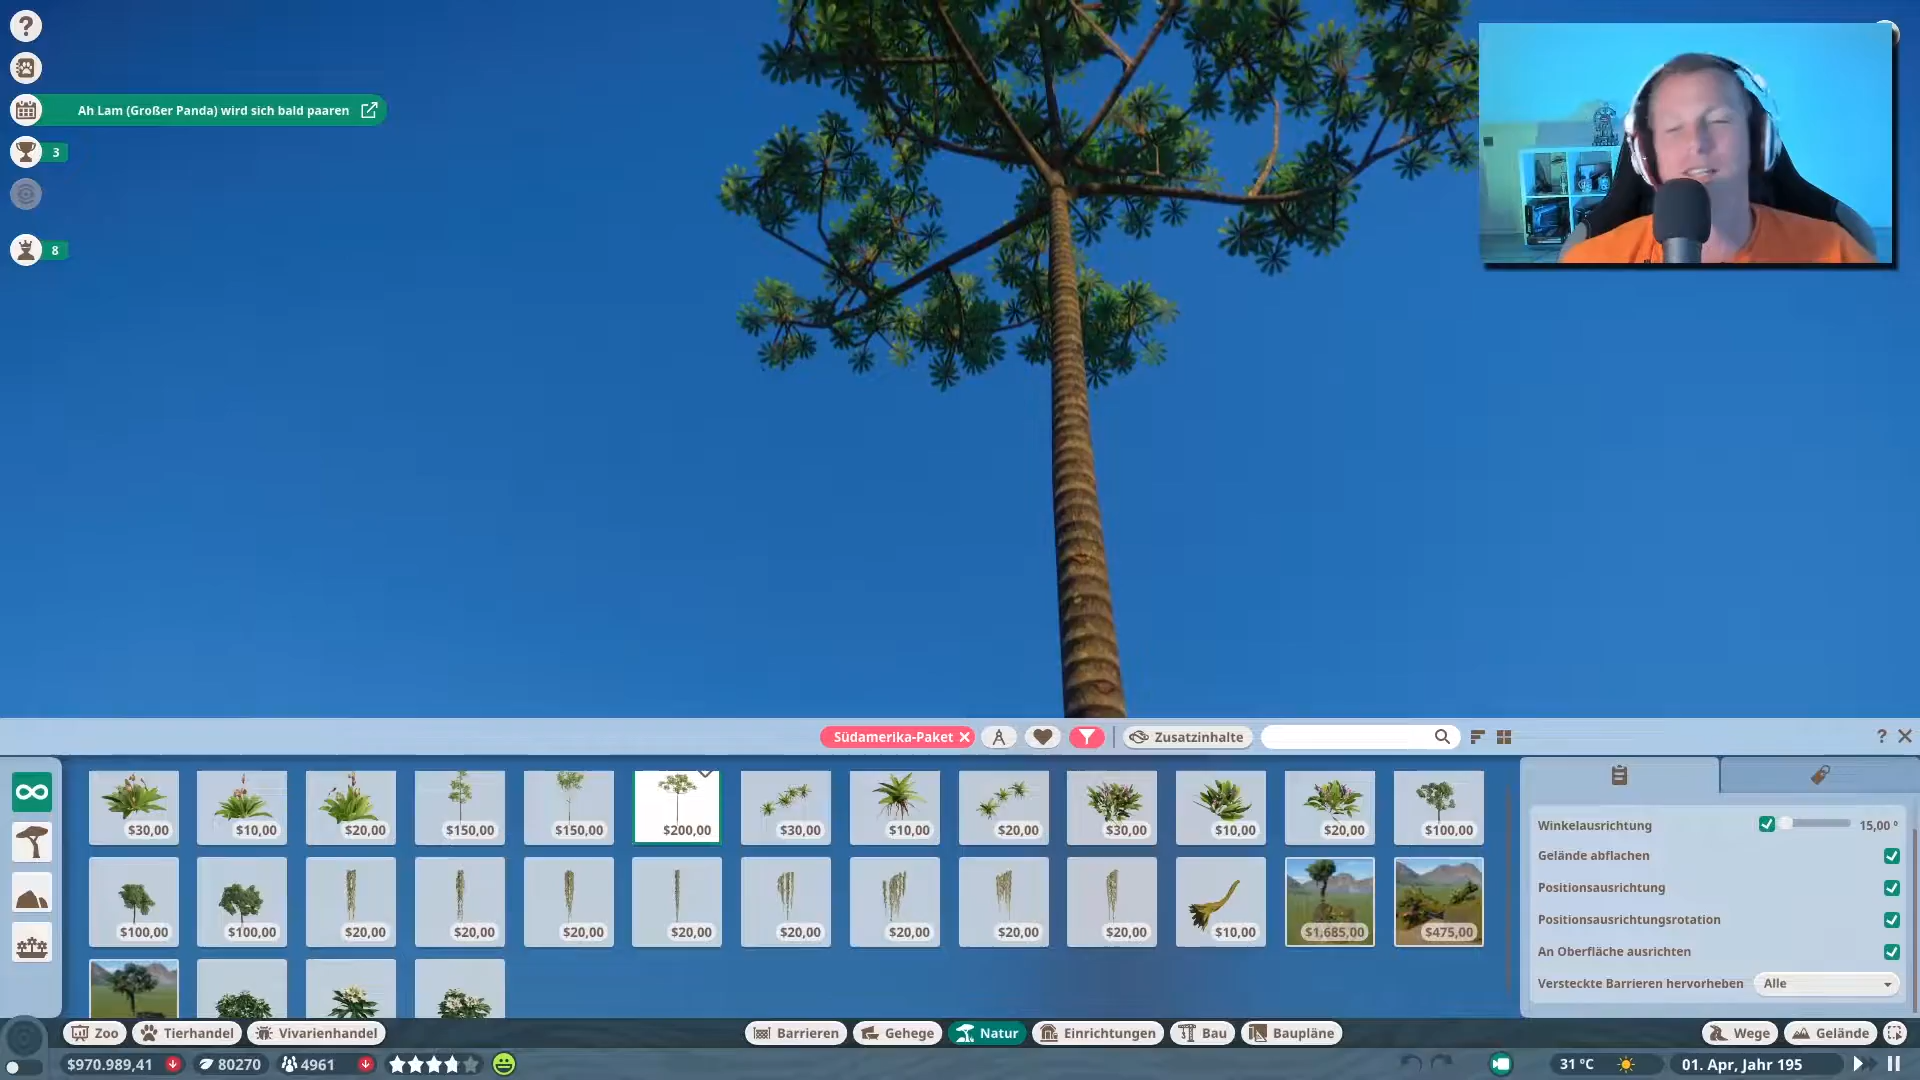 ?
Ah Lam (Großer Panda) wird sich bald paaren
3
8
Südamerika-Paket
Zusatzinhalte
?
$30,00
$10,00
$20,00
$150,00
$150,00
$200,00
$30,00
$10,00
$20,00
$30,00
$10,00
$20,00
$100,00
$100,00
$100,00
$20,00
$20,00
$20,00
$20,00
$20,00
$20,00
$20,00
$20,00
$10,00
$1,685,00
$475,00
Winkelausrichtung
15,00 °
Gelände abflachen
Positionsausrichtung
Positionsausrichtungsrotation
An Oberfläche ausrichten
Versteckte Barrieren hervorheben
Alle
Zoo
Tierhandel
Vivarienhandel
Barrieren
Gehege
Natur
Einrichtungen
Bau
Baupläne
Wege
Gelände
$970.989,41
80270
4961
31 °C
01. Apr, Jahr 195